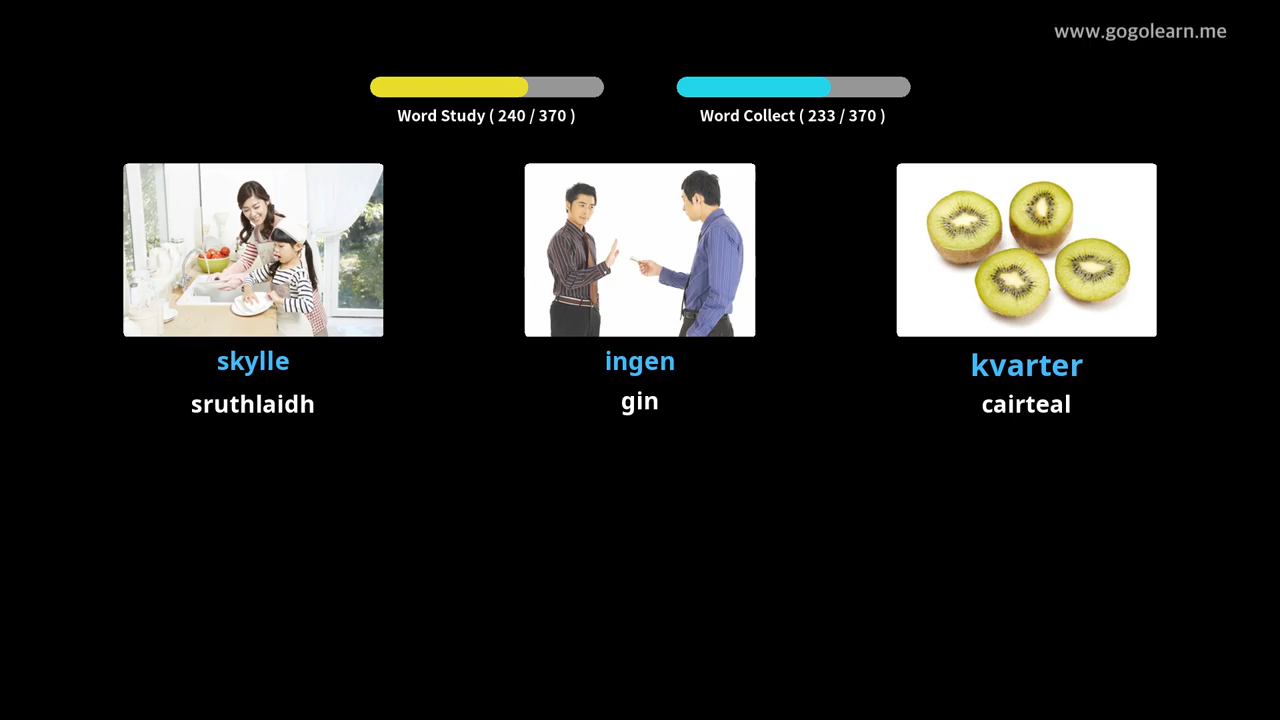 www.gogolearn.me
Word Study ( 240 / 370 )
Word Collect ( 233 / 370 )
skylle
sruthlaidh
ingen
gin
kvarter
cairteal